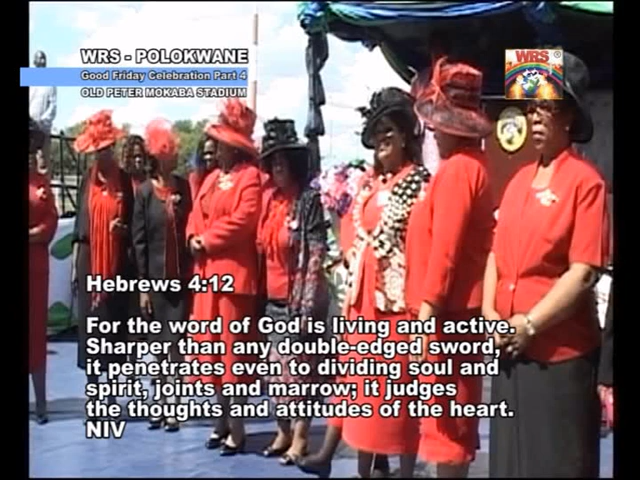 WRS - POLOKWANE
Good Friday Celebration Part 4
OLD PETER MOKABA STADIUM
WRS
Hebrews 4:12
For the word of God is living and active.
Sharper than any double-edged sword,
it penetrates even to dividing soul and
spirit, joints and marrow; it judges
the thoughts and attitudes of the heart.
NIV